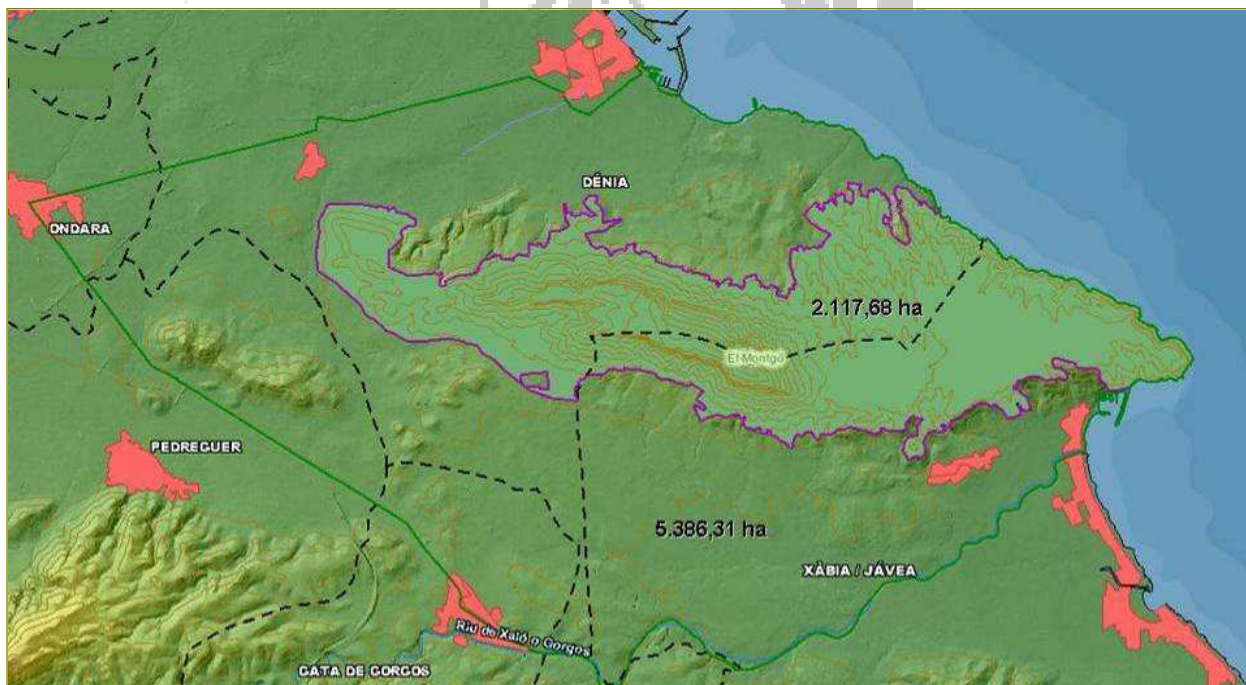 DÉNIA
ONDARA
2.117,68 ha
El Montgó
PEDREGUER
5.386,31 ha
XÀBIA / JÁVEA
Riu de Xaló o Gorgos
GATA DE GORGOS